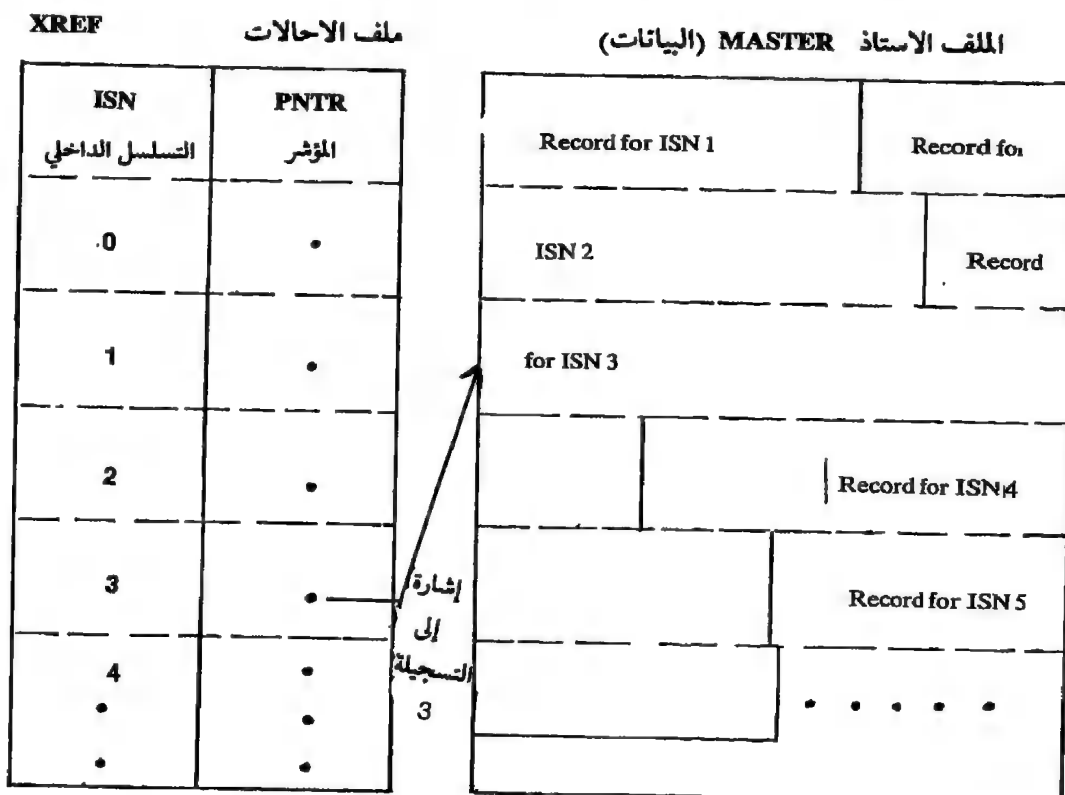 XREF ملف الاحالات
ISN PNTR
التسلسل الداخلي المؤشر
0
1
2
3
4
إشارة
إلى
التسجيلة
3
الملف الاستاذ MASTER (البيانات)
Record for ISN 1 Record for
ISN 2 Record
for ISN 3
Record for ISN 4
Record for ISN 5